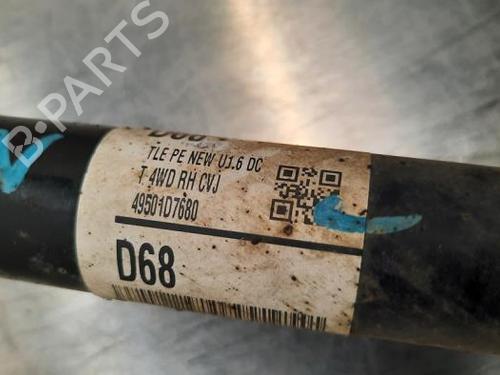 B-PARTS
TLE PE NEW U1.6 DC
T 4WD RH CVJ
49501D7680
D68